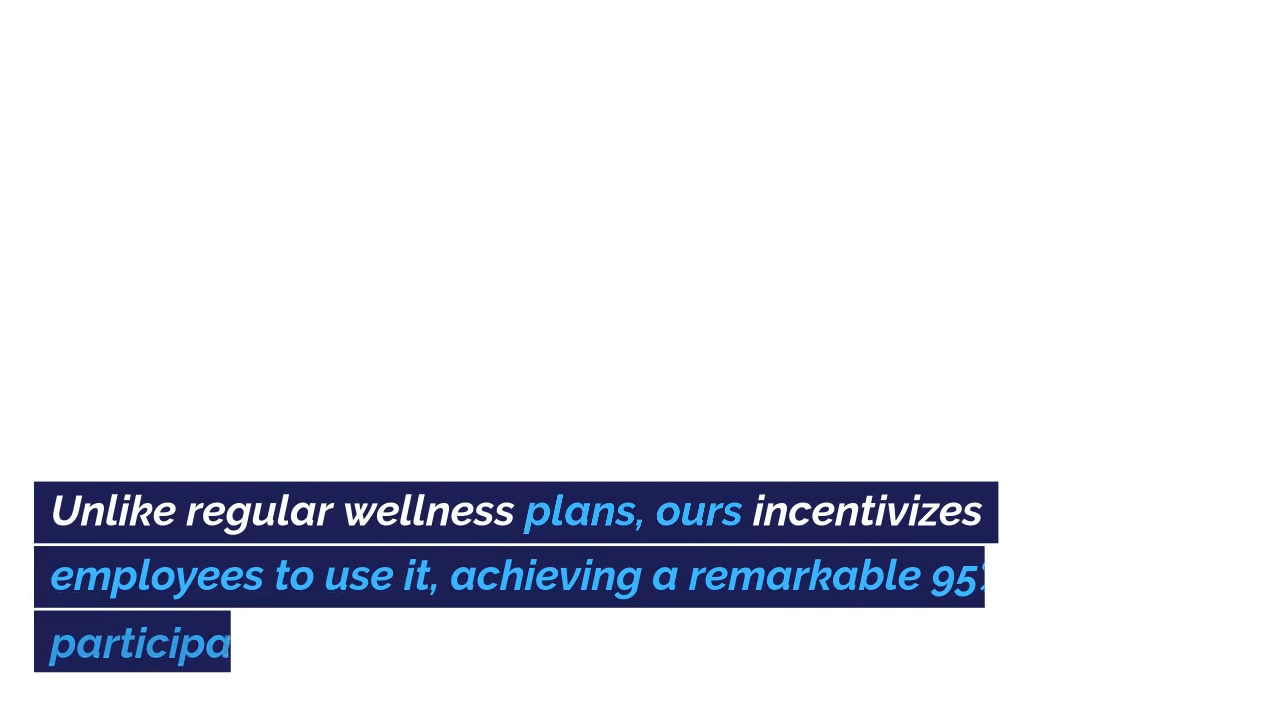 Unlike regular wellness plans, ours incentivizes
employees to use it, achieving a remarkable 95%
participa